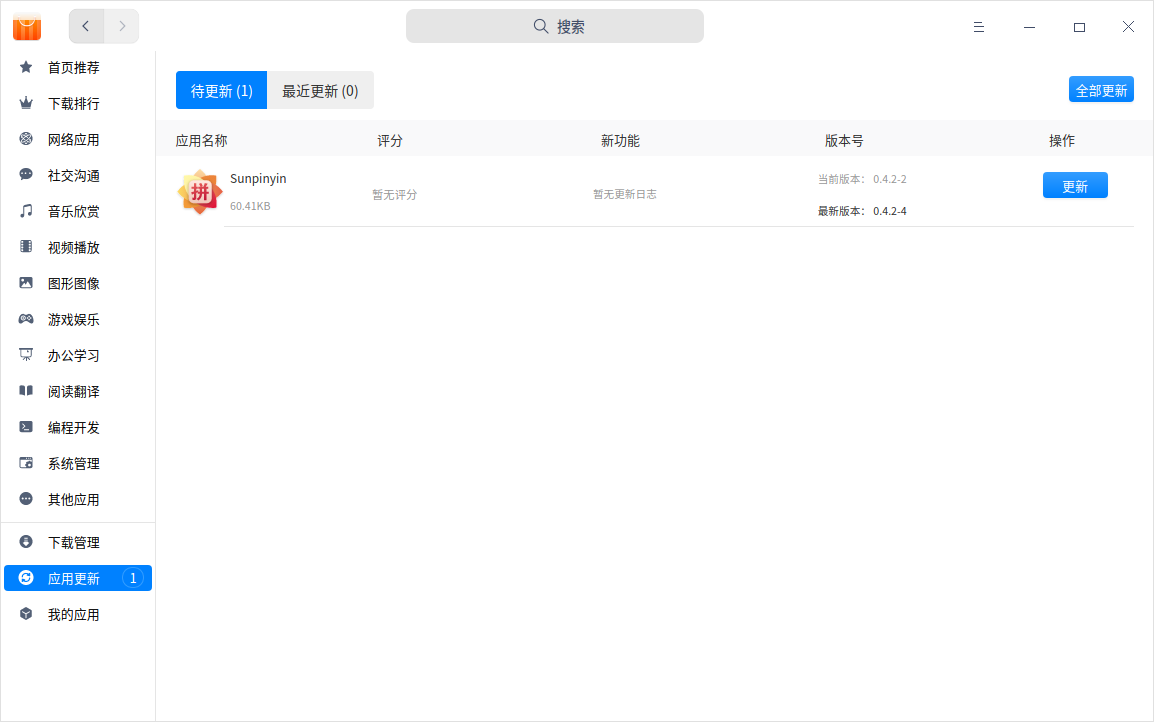 搜索
首页推荐
下载排行
网络应用
社交沟通
音乐欣赏
视频播放
图形图像
游戏娱乐
办公学习
阅读翻译
编程开发
系统管理
其他应用
下载管理
应用更新 1
我的应用
待更新 (1) 最近更新 (0) 全部更新
应用名称 评分 新功能 版本号 操作
拼
Sunpinyin
60.41KB
暂无评分
暂无更新日志
当前版本： 0.4.2-2
最新版本： 0.4.2-4
更新